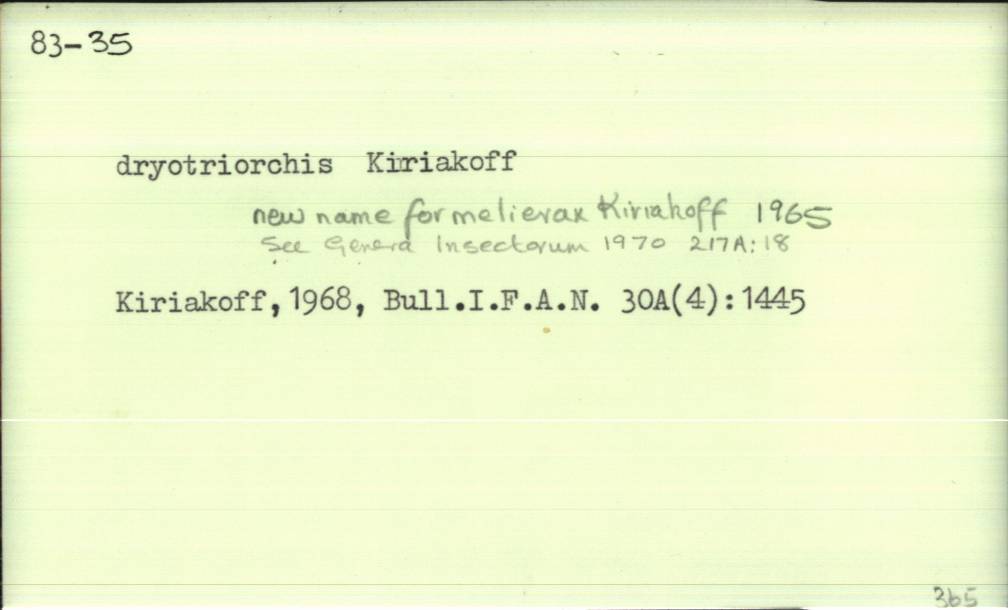 83-35
dryotriorchis Kiriakoff
new name for melierax Kiriakoff 1965
See Genera Insectorum 1970 217A:18
Kiriakoff, 1968, Bull.I.F.A.N. 30A(4):1445
365